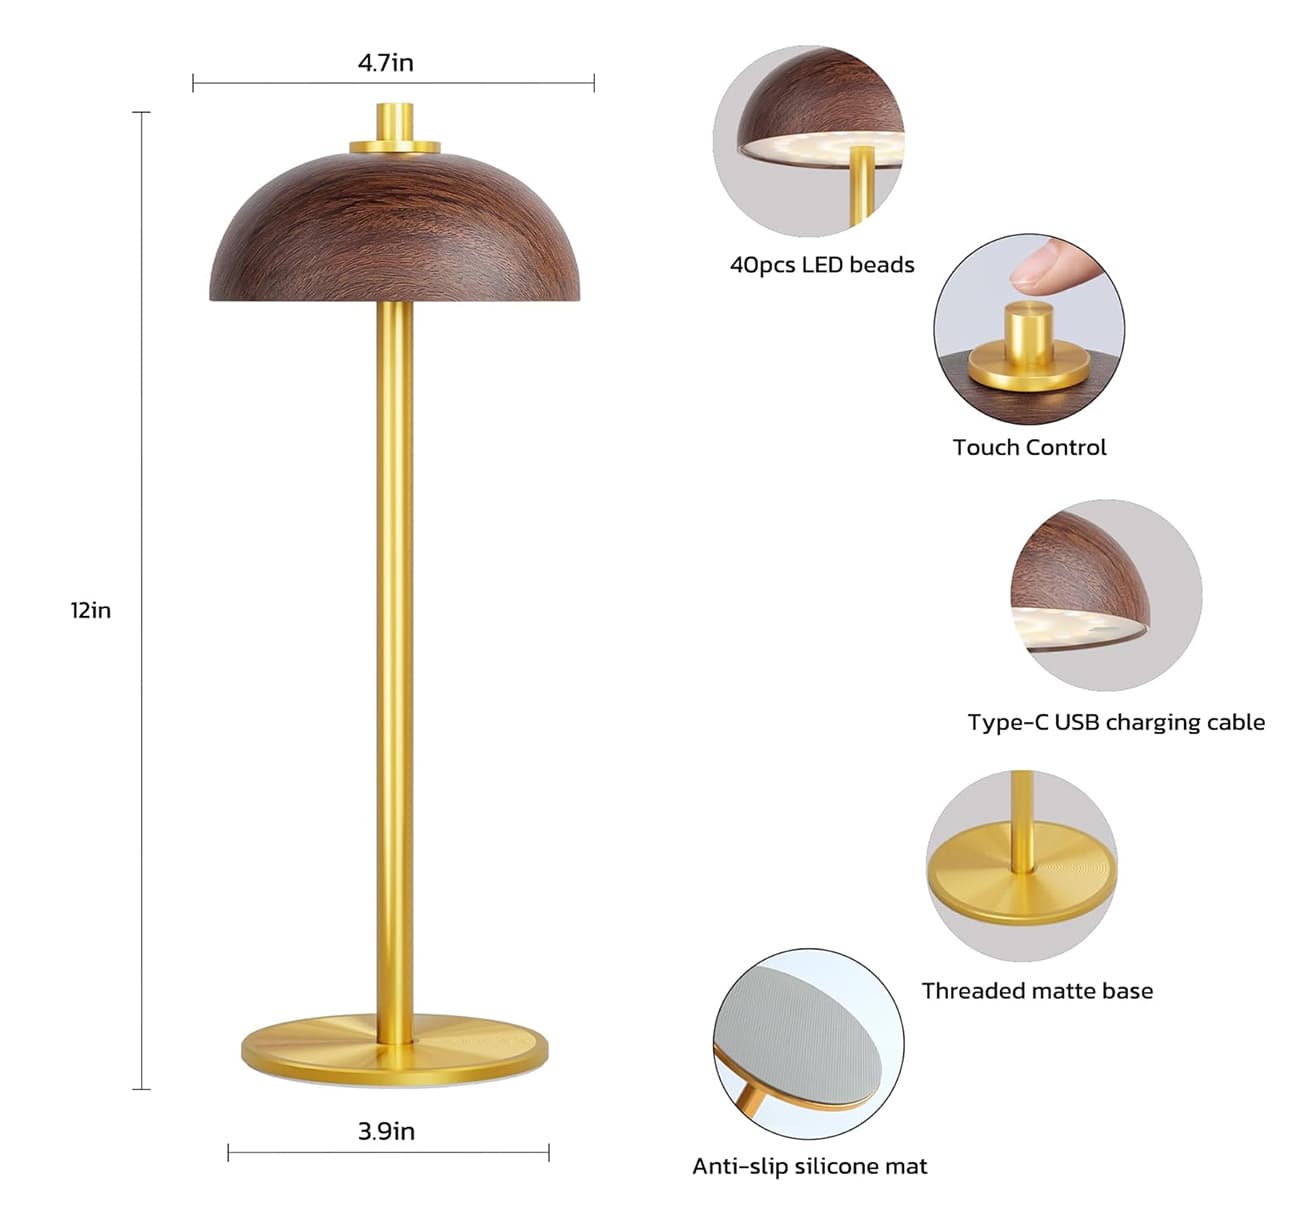 4.7in
12in
3.9in
40pcs LED beads
Touch Control
Type-C USB charging cable
Threaded matte base
Anti-slip silicone mat